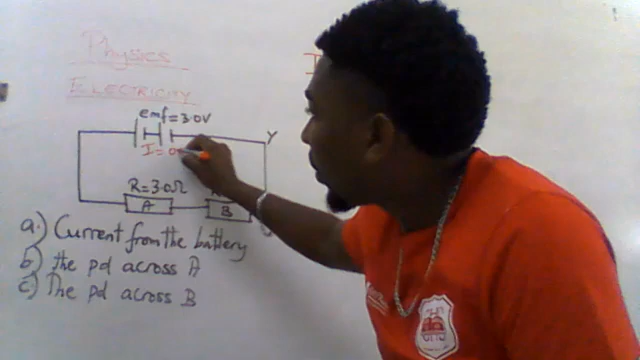 Physics
ELECTRICITY
emf=3.0V
Y
I=0
R=3.0Ω
R
A
B
a.) Current from the battery
b) the pd across A
c) The pd across B